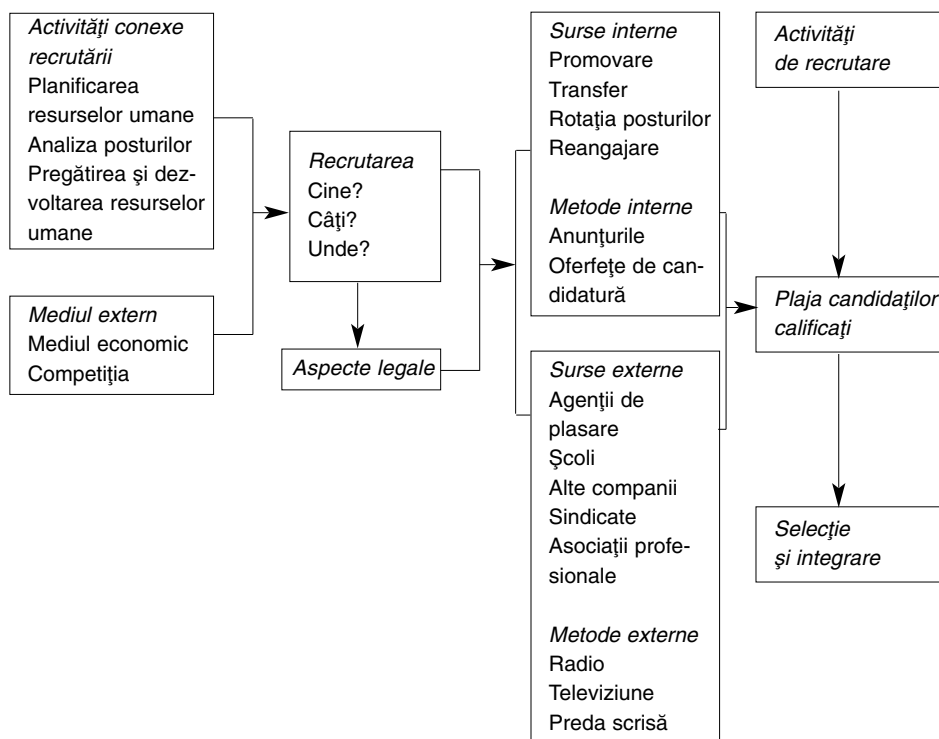 Activităţi conexe
recrutării
Planificarea
resurselor umane
Analiza posturilor
Pregătirea şi dez-
voltarea resurselor
umane
Mediul extern
Mediul economic
Competiţia
Recrutarea
Cine?
Câţi?
Unde?
Aspecte legale
Surse interne
Promovare
Transfer
Rotaţia posturilor
Reangajare
Metode interne
Anunţurile
Oferfeţe de can-
didatură
Surse externe
Agenţii de
plasare
Şcoli
Alte companii
Sindicate
Asociaţii profe-
sionale
Metode externe
Radio
Televiziune
Preda scrisă
Activităţi
de recrutare
Plaja candidaţilor
calificaţi
Selecţie
şi integrare